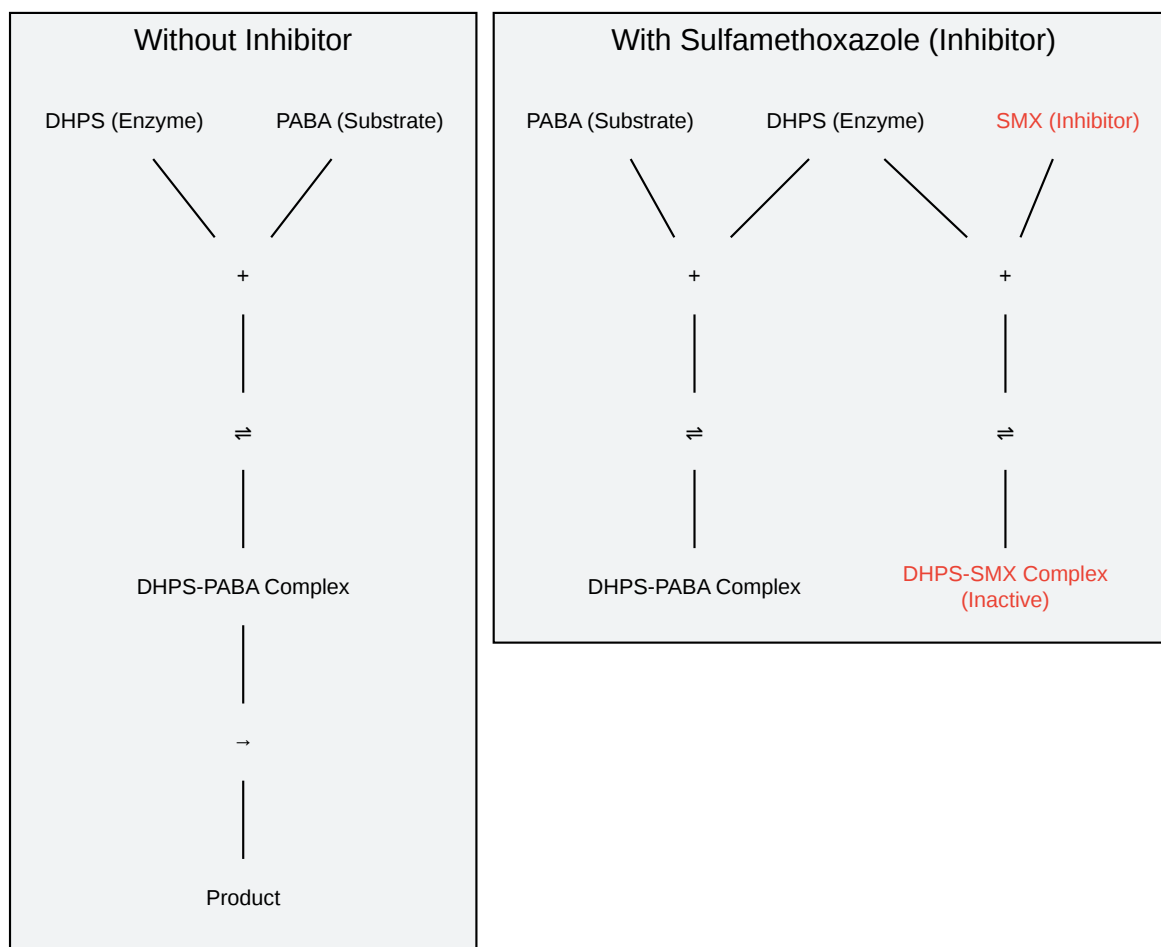 Without Inhibitor
DHPS (Enzyme) PABA (Substrate)
+
⇌
DHPS-PABA Complex
→
Product
With Sulfamethoxazole (Inhibitor)
PABA (Substrate) DHPS (Enzyme) SMX (Inhibitor)
+ +
⇌ ⇌
DHPS-PABA Complex DHPS-SMX Complex
(Inactive)